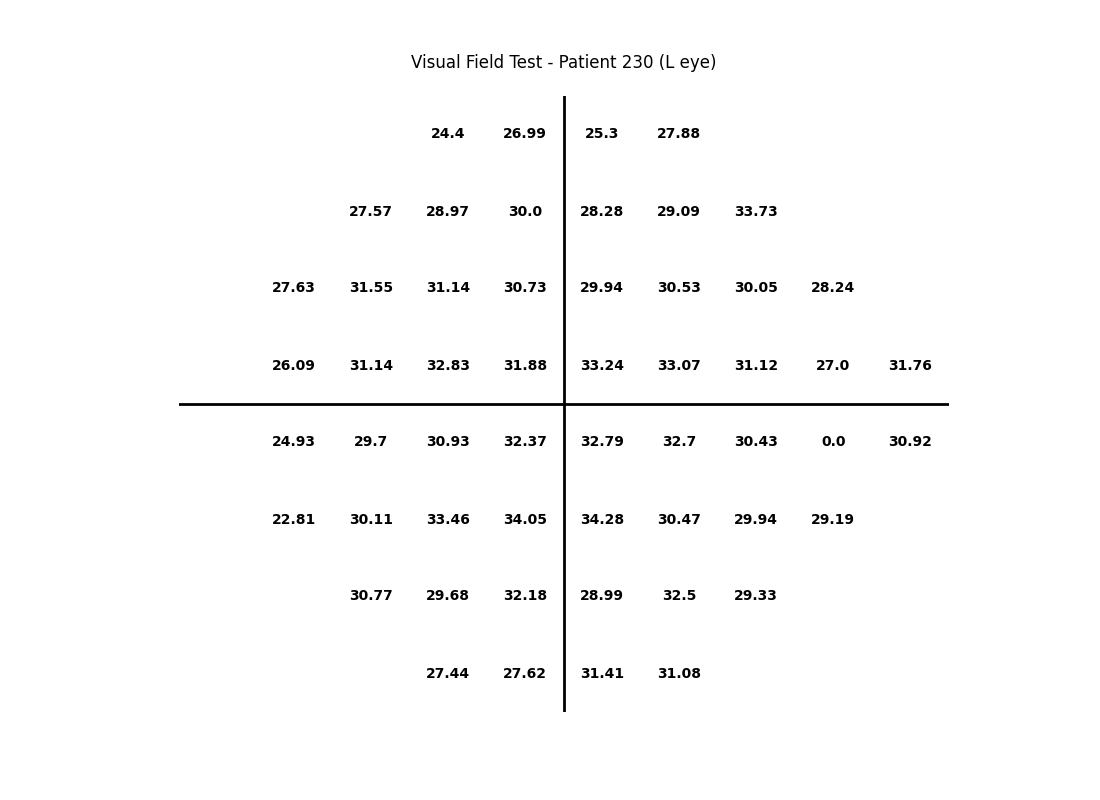 Visual Field Test - Patient 230 (L eye)
24.4 26.99 25.3 27.88
27.57 28.97 30.0 28.28 29.09 33.73
27.63 31.55 31.14 30.73 29.94 30.53 30.05 28.24
26.09 31.14 32.83 31.88 33.24 33.07 31.12 27.0 31.76
24.93 29.7 30.93 32.37 32.79 32.7 30.43 0.0 30.92
22.81 30.11 33.46 34.05 34.28 30.47 29.94 29.19
30.77 29.68 32.18 28.99 32.5 29.33
27.44 27.62 31.41 31.08